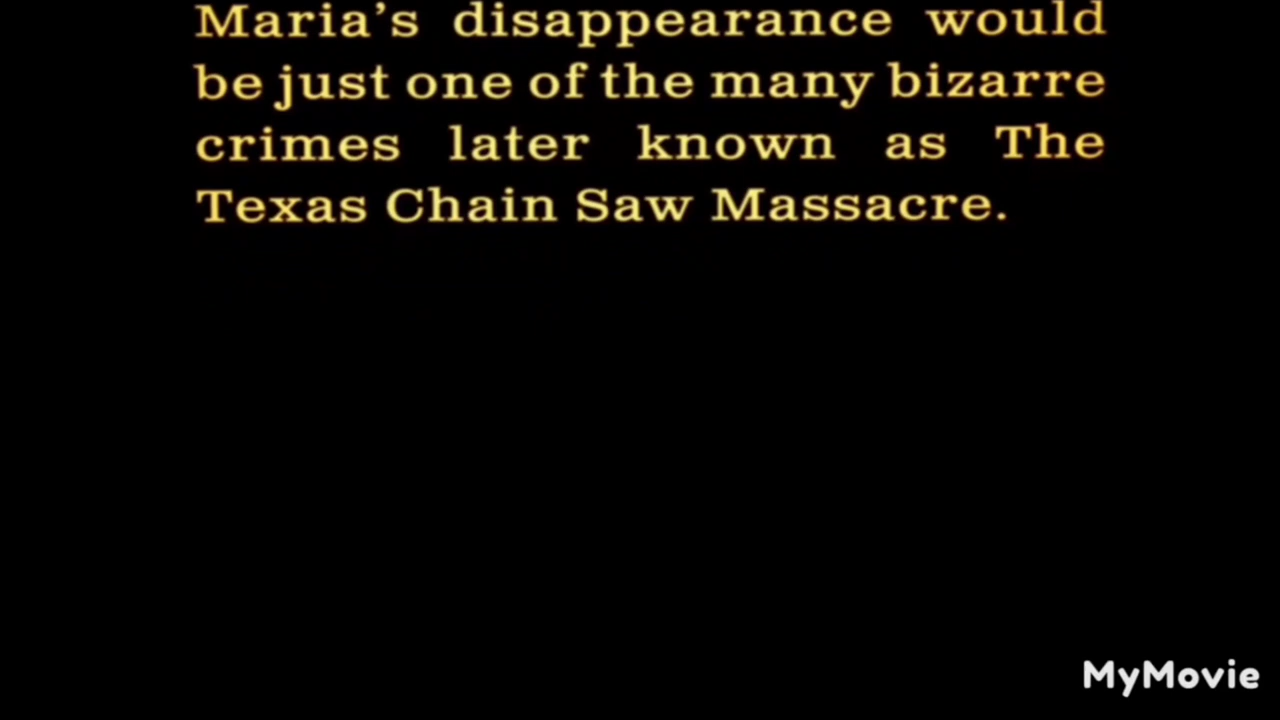 Maria’s disappearance would
be just one of the many bizarre
crimes later known as The
Texas Chain Saw Massacre.
MyMovie